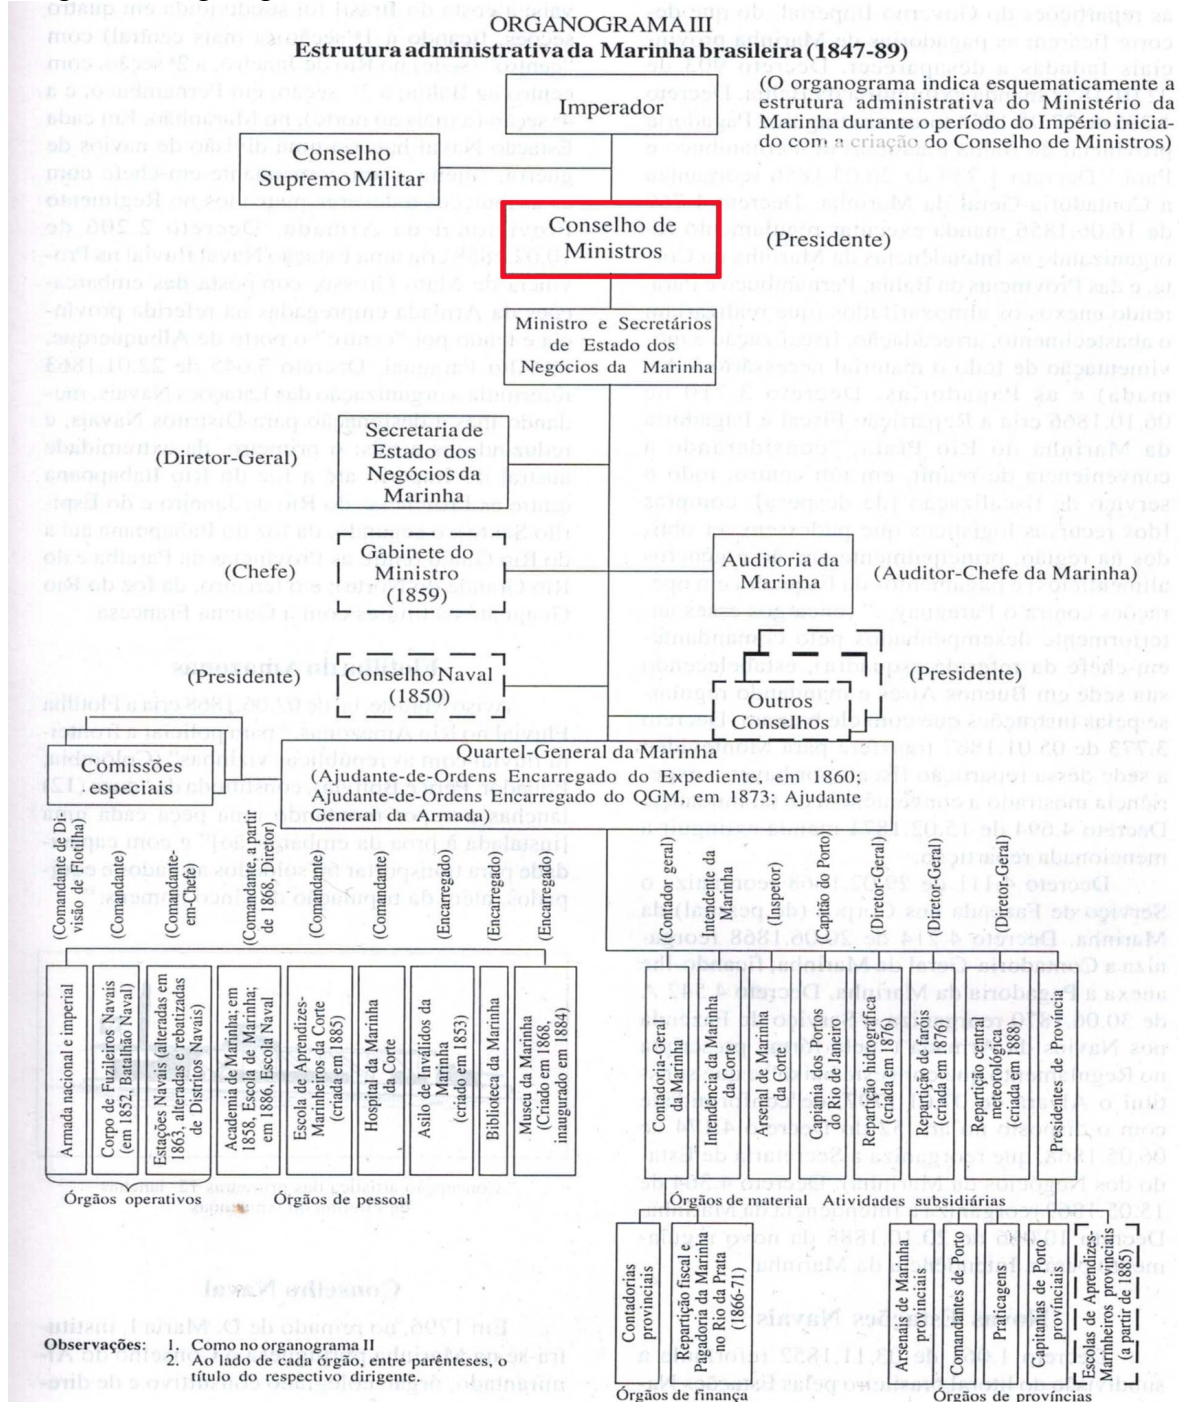 ORGANOGRAMA III
Estrutura administrativa da Marinha brasileira (1847-89)
Imperador
(O organograma indica esquematicamente a
estrutura administrativa do Ministério da
Marinha durante o período do Império inicia-
do com a criação do Conselho de Ministros)
Conselho
Supremo Militar
Conselho de
Ministros
(Presidente)
Ministro e Secretários
de Estado dos
Negócios da Marinha
(Diretor-Geral)
Secretaria de
Estado dos
Negócios da
Marinha
(Chefe)
Gabinete do
Ministro
(1859)
Auditoria da
Marinha
(Auditor-Chefe da Marinha)
(Presidente)
Conselho Naval
(1850)
Outros
Conselhos
(Presidente)
Comissões
especiais
Quartel-General da Marinha
(Ajudante-de-Ordens Encarregado do Expediente, em 1860;
Ajudante-de-Ordens Encarregado do QGM, em 1873; Ajudante
General da Armada)
(Comandante de Di-
visão de Flotilha)
(Comandante)
(Comandante-
em-Chefe)
(Comandante, a partir
de 1868, Diretor)
(Comandante)
(Comandante)
(Encarregado)
(Encarregado)
(Encarregado)
(Contador geral)
Intendente da
Marinha
(Inspetor)
(Capitão do Porto)
(Diretor-Geral)
(Diretor-Geral)
(Diretor-Geral)
Armada nacional e imperial
Corpo de Fuzileiros Navais
(em 1852, Batalhão Naval)
Estações Navais (alteradas em
1863, alteadas e rebatizadas
de Distritos Navais)
Academia de Marinha; em
1858, Escola de Marinha;
em 1886, Escola Naval
Escola de Aprendizes-
Marinheiros da Corte
(criada em 1885)
Hospital da Marinha
da Corte
Asilo de Inválidos da
Marinha
(criado em 1853)
Biblioteca da Marinha
Museu da Marinha
(Criado em 1868,
inaugurado em 1884)
Contadoria-Geral
da Marinha
Intendência da Marinha
da Corte
Arsenal de Marinha
da Corte
Capitania dos Portos
do Rio de Janeiro
Repartição hidrográfica
(criada em 1876)
Repartição de faróis
(criada em 1876)
Repartição central
meteorológica
(criada em 1888)
Presidentes de Província
Órgãos operativos
Órgãos de pessoal
Órgãos de material
Atividades subsidiárias
Contadorias
provinciais
Repartição fiscal e
Pagadoria da Marinha
no Rio da Prata
(1866-71)
Arsenais de Marinha
provinciais
Comandantes de Porto
Praticagens
Capitanias de Porto
provinciais
Escolas de Aprendizes-
Marinheiros provinciais
(a partir de 1885)
Observações: 1. Como no organograma I
2. Ao lado de cada órgão, entre parênteses, o
título do respectivo dirigente.
Órgãos de finança
Órgãos de províncias